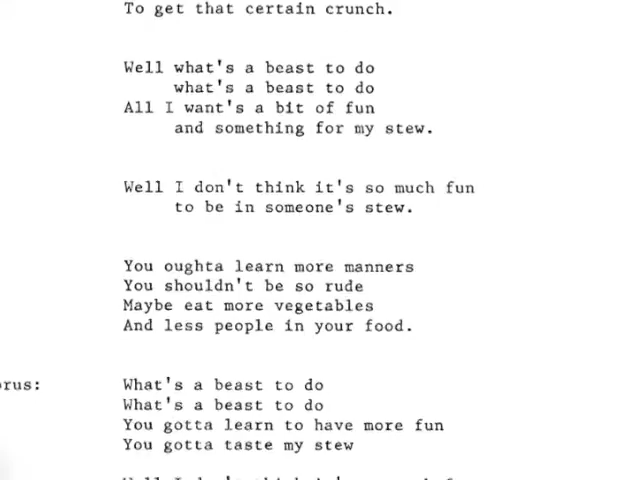 To get that certain crunch.
Well what's a beast to do
what's a beast to do
All I want's a bit of fun
and something for my stew.
Well I don't think it's so much fun
to be in someone's stew.
You oughta learn more manners
You shouldn't be so rude
Maybe eat more vegetables
And less people in your food.
orus: What's a beast to do
What's a beast to do
You gotta learn to have more fun
You gotta taste my stew